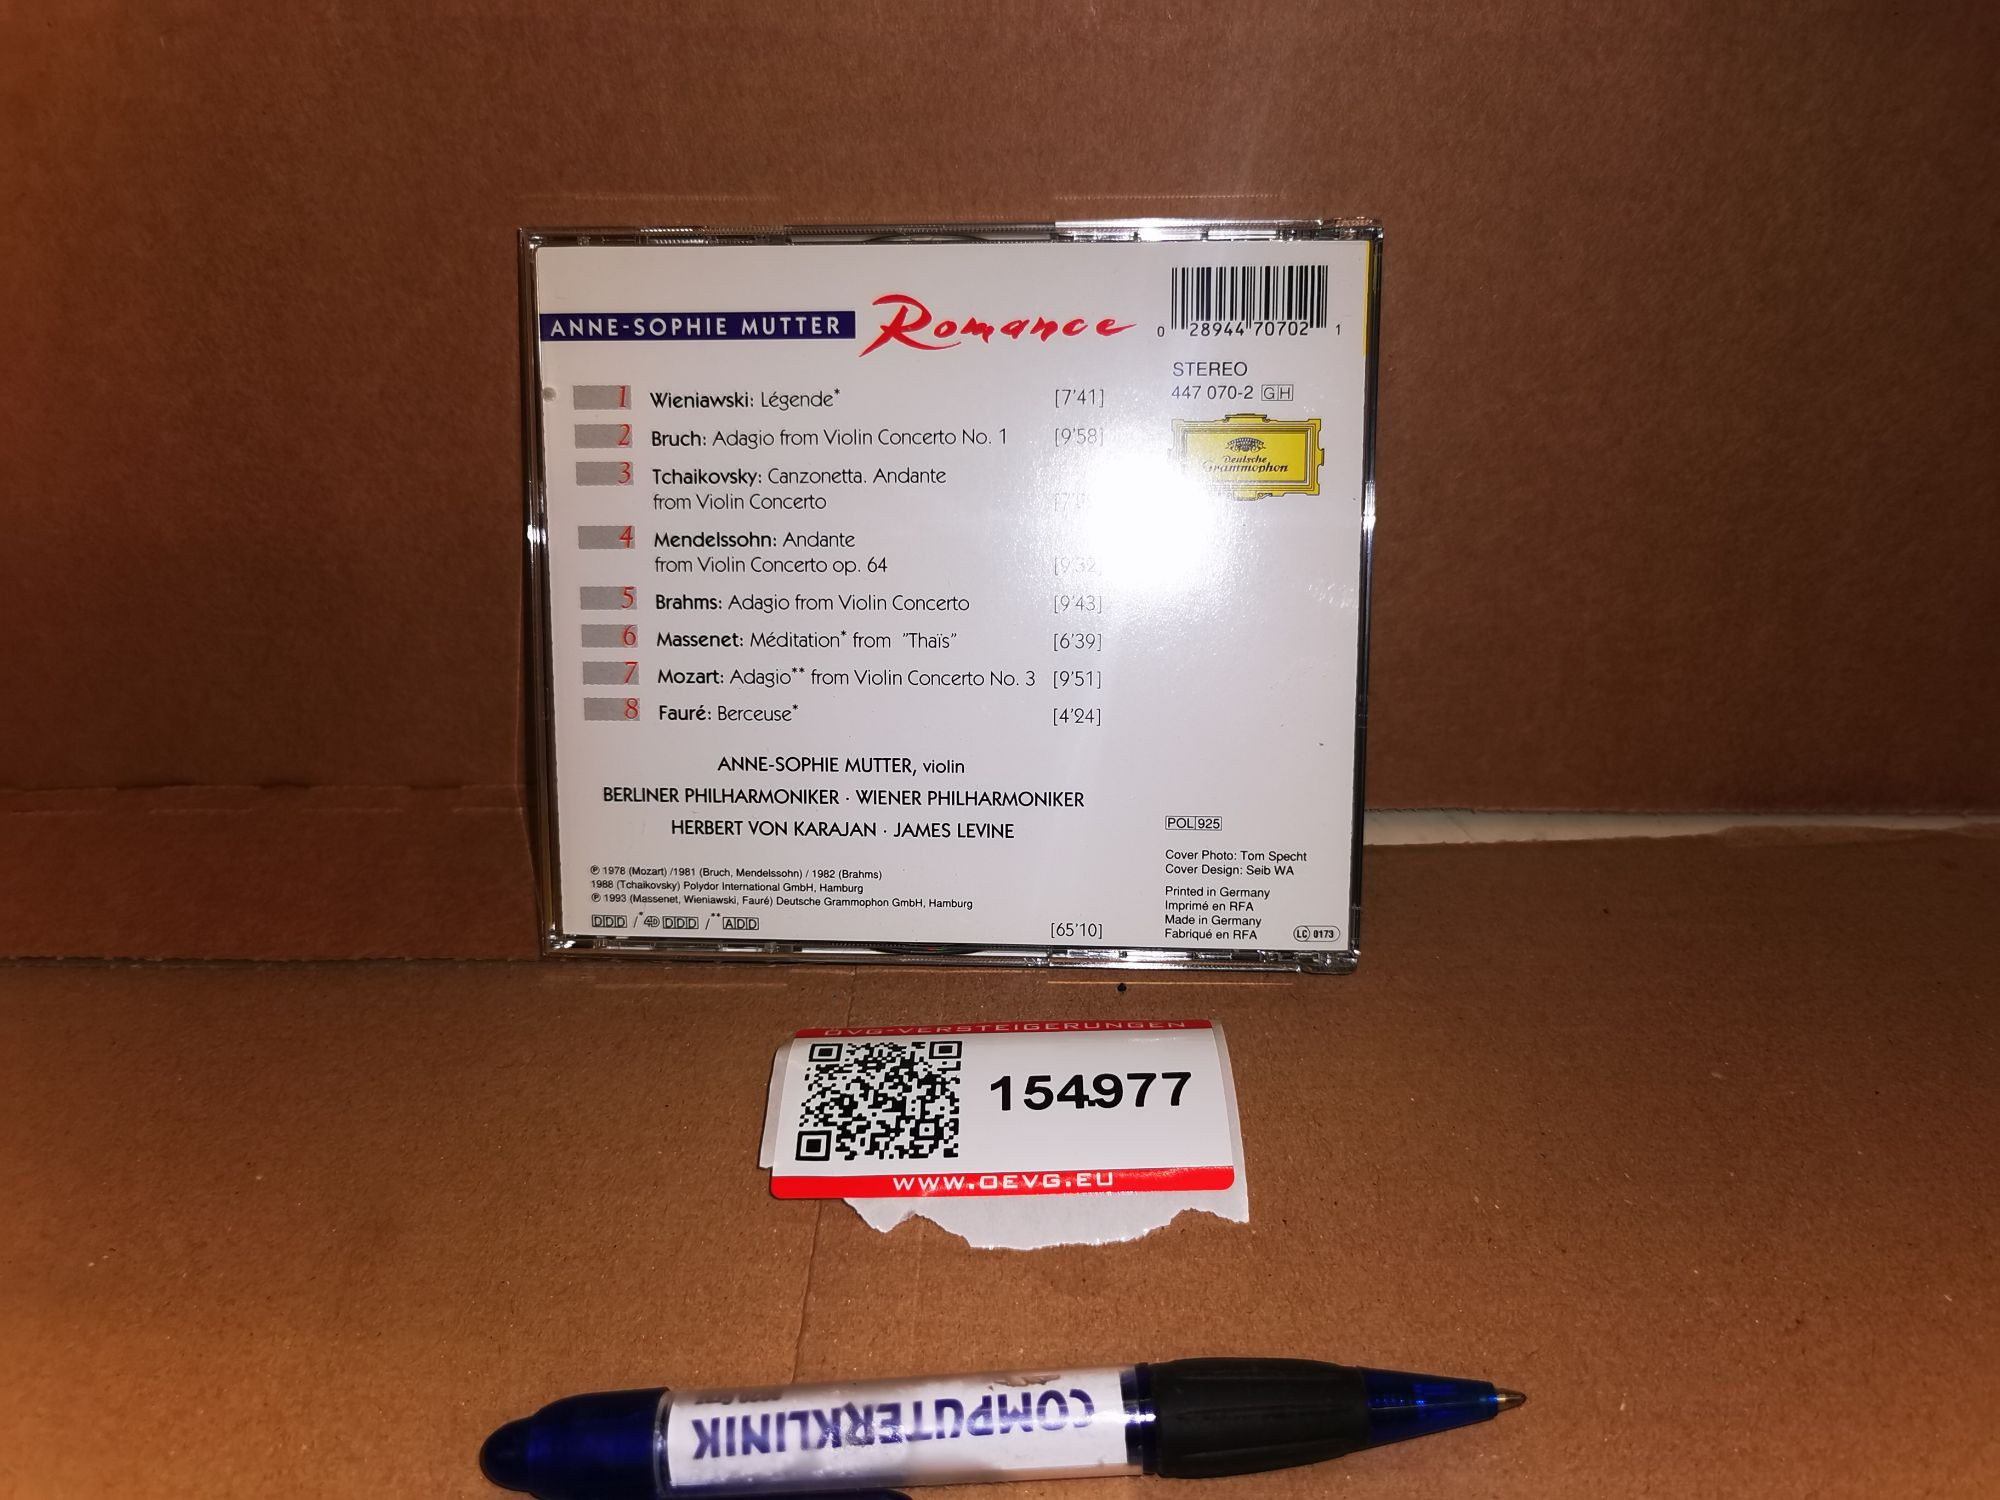 ANNE-SOPHIE MUTTER Romance
0 28944 70702 1
STEREO
447 070-2 GH
Deutsche
Grammophon
1 Wieniawski: Légende* [7'41]
2 Bruch: Adagio from Violin Concerto No. 1 [9'58]
3 Tchaikovsky: Canzonetta. Andante
from Violin Concerto
4 Mendelssohn: Andante
from Violin Concerto op. 64 [9'32]
5 Brahms: Adagio from Violin Concerto [9'43]
6 Massenet: Méditation* from "Thaïs" [6'39]
7 Mozart: Adagio** from Violin Concerto No. 3 [9'51]
8 Fauré: Berceuse* [4'24]
ANNE-SOPHIE MUTTER, violin
BERLINER PHILHARMONIKER · WIENER PHILHARMONIKER
HERBERT VON KARAJAN · JAMES LEVINE
℗ 1978 (Mozart) /1981 (Bruch, Mendelssohn) / 1982 (Brahms)
1988 (Tchaikovsky) Polydor International GmbH, Hamburg
℗ 1993 (Massenet, Wieniawski, Fauré) Deutsche Grammophon GmbH, Hamburg
DDD /*4D DDD /**ADD [65'10]
POL 925
Cover Photo: Tom Specht
Cover Design: Seib WA
Printed in Germany
Imprimé en RFA
Made in Germany
Fabriqué en RFA
LC 0173
OVG-VERSTEIGERUNGEN
154.977
WWW.OEVG.EU
COMPUTERKLINIK